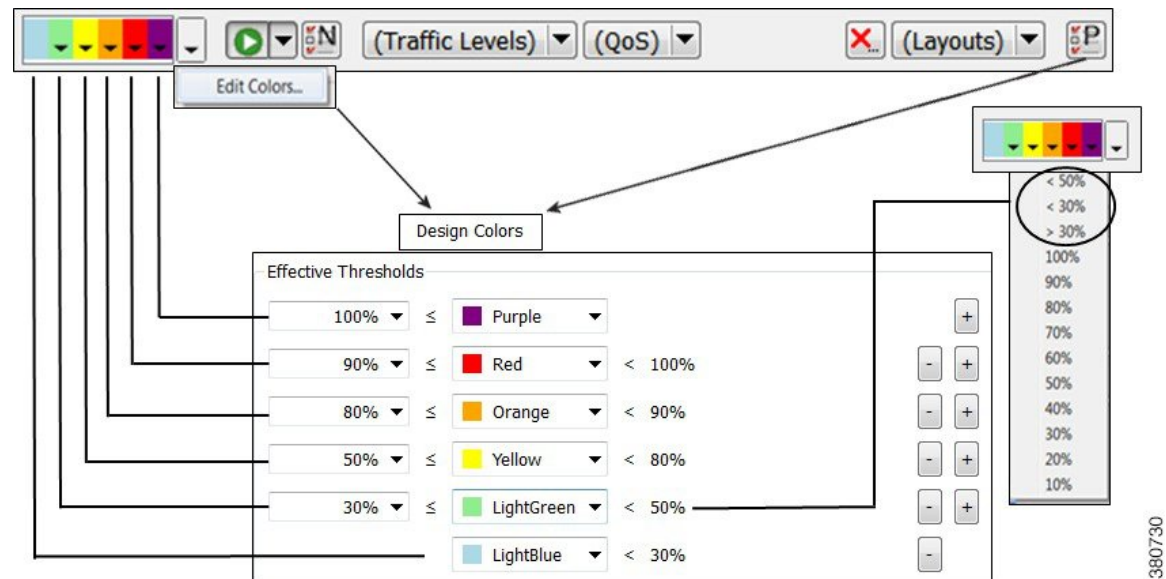 N (Traffic Levels) (QoS) X... (Layouts) P
Edit Colors...
< 50%
< 30%
> 30%
100%
90%
80%
70%
60%
50%
40%
30%
20%
10%
Design Colors
Effective Thresholds
100% ≤ Purple +
90% ≤ Red < 100% - +
80% ≤ Orange < 90% - +
50% ≤ Yellow < 80% - +
30% ≤ LightGreen < 50% - +
LightBlue < 30% -
380730